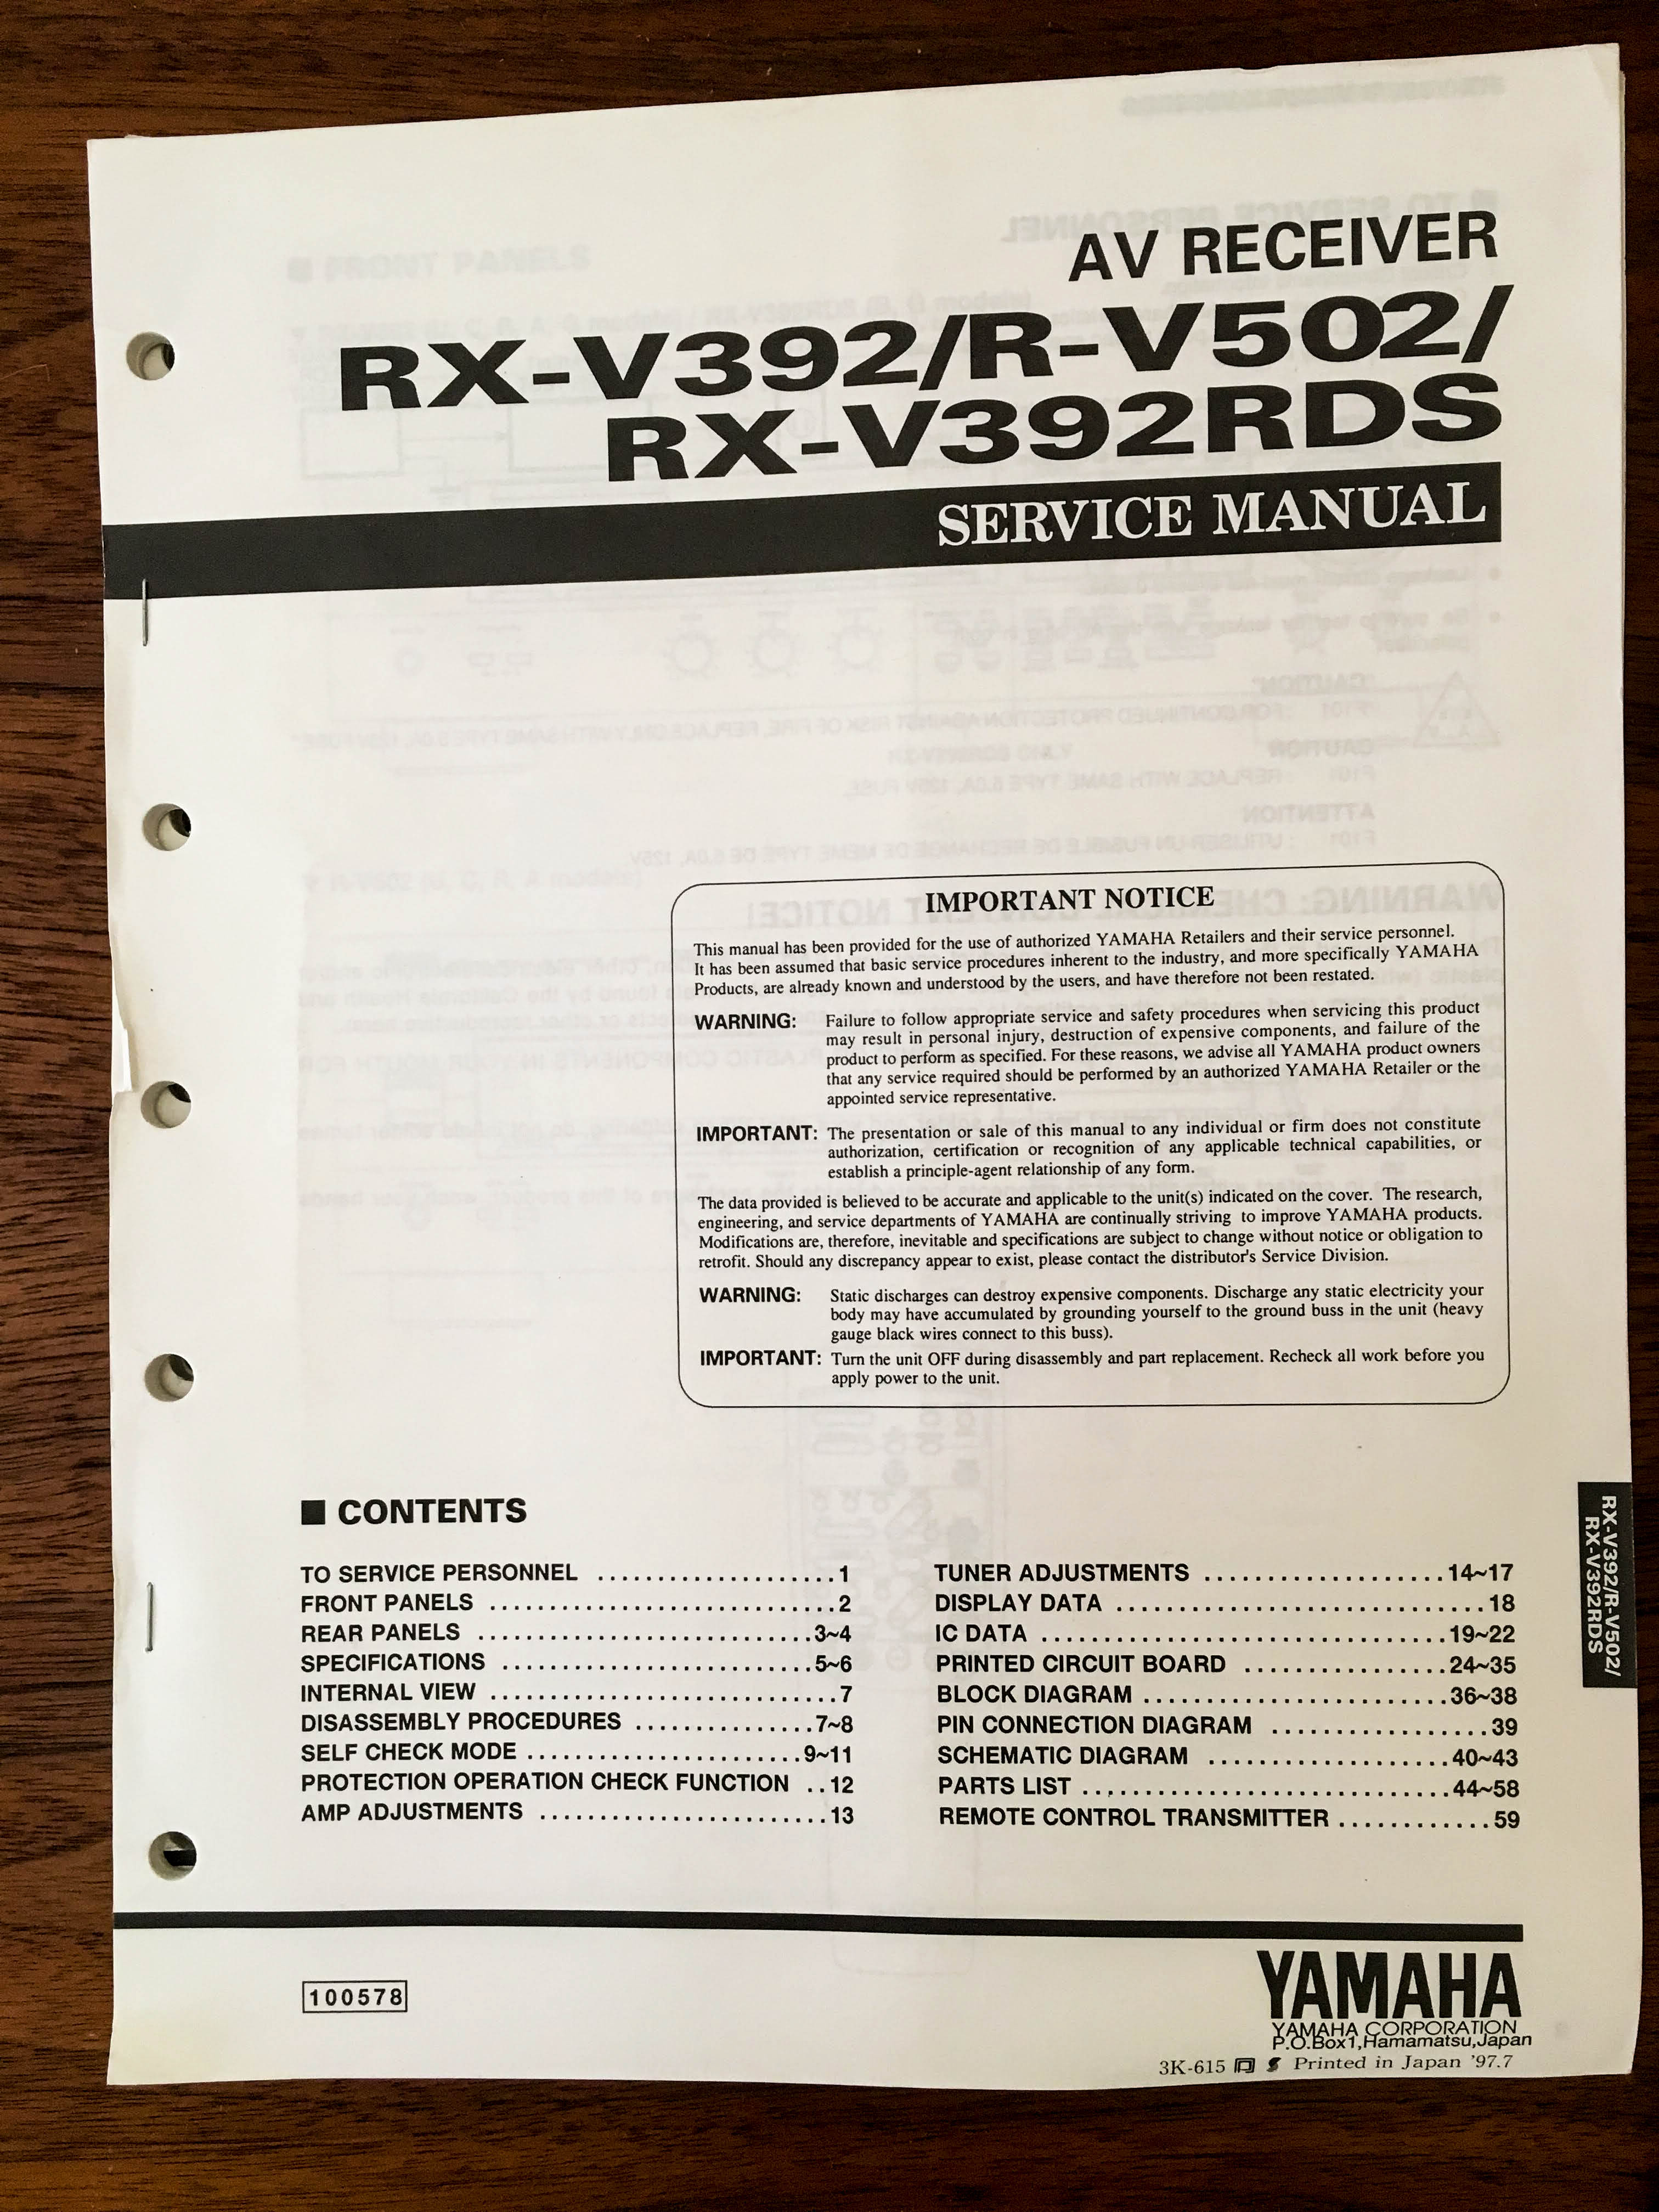 AV RECEIVER
RX-V392/R-V502/
RX-V392RDS
SERVICE MANUAL
IMPORTANT NOTICE
This manual has been provided for the use of authorized YAMAHA Retailers and their service personnel.
It has been assumed that basic service procedures inherent to the industry, and more specifically YAMAHA
Products, are already known and understood by the users, and have therefore not been restated.
WARNING: Failure to follow appropriate service and safety procedures when servicing this product
may result in personal injury, destruction of expensive components, and failure of the
product to perform as specified. For these reasons, we advise all YAMAHA product owners
that any service required should be performed by an authorized YAMAHA Retailer or the
appointed service representative.
IMPORTANT: The presentation or sale of this manual to any individual or firm does not constitute
authorization, certification or recognition of any applicable technical capabilities, or
establish a principle-agent relationship of any form.
The data provided is believed to be accurate and applicable to the unit(s) indicated on the cover. The research,
engineering, and service departments of YAMAHA are continually striving to improve YAMAHA products.
Modifications are, therefore, inevitable and specifications are subject to change without notice or obligation to
retrofit. Should any discrepancy appear to exist, please contact the distributor's Service Division.
WARNING: Static discharges can destroy expensive components. Discharge any static electricity your
body may have accumulated by grounding yourself to the ground buss in the unit (heavy
gauge black wires connect to this buss).
IMPORTANT: Turn the unit OFF during disassembly and part replacement. Recheck all work before you
apply power to the unit.
■ CONTENTS
TO SERVICE PERSONNEL ....................1
FRONT PANELS .............................2
REAR PANELS ............................3~4
SPECIFICATIONS ..........................5~6
INTERNAL VIEW .............................7
DISASSEMBLY PROCEDURES ...............7~8
SELF CHECK MODE .......................9~11
PROTECTION OPERATION CHECK FUNCTION ..12
AMP ADJUSTMENTS ........................13
TUNER ADJUSTMENTS ....................14~17
DISPLAY DATA ...............................18
IC DATA ..................................19~22
PRINTED CIRCUIT BOARD .................24~35
BLOCK DIAGRAM ..........................36~38
PIN CONNECTION DIAGRAM ..................39
SCHEMATIC DIAGRAM ....................40~43
PARTS LIST ...............................44~58
REMOTE CONTROL TRANSMITTER .............59
RX-V392/R-V502/
RX-V392RDS
100578
YAMAHA
YAMAHA CORPORATION
P.O.Box1,Hamamatsu,Japan
3K-615 Printed in Japan '97.7